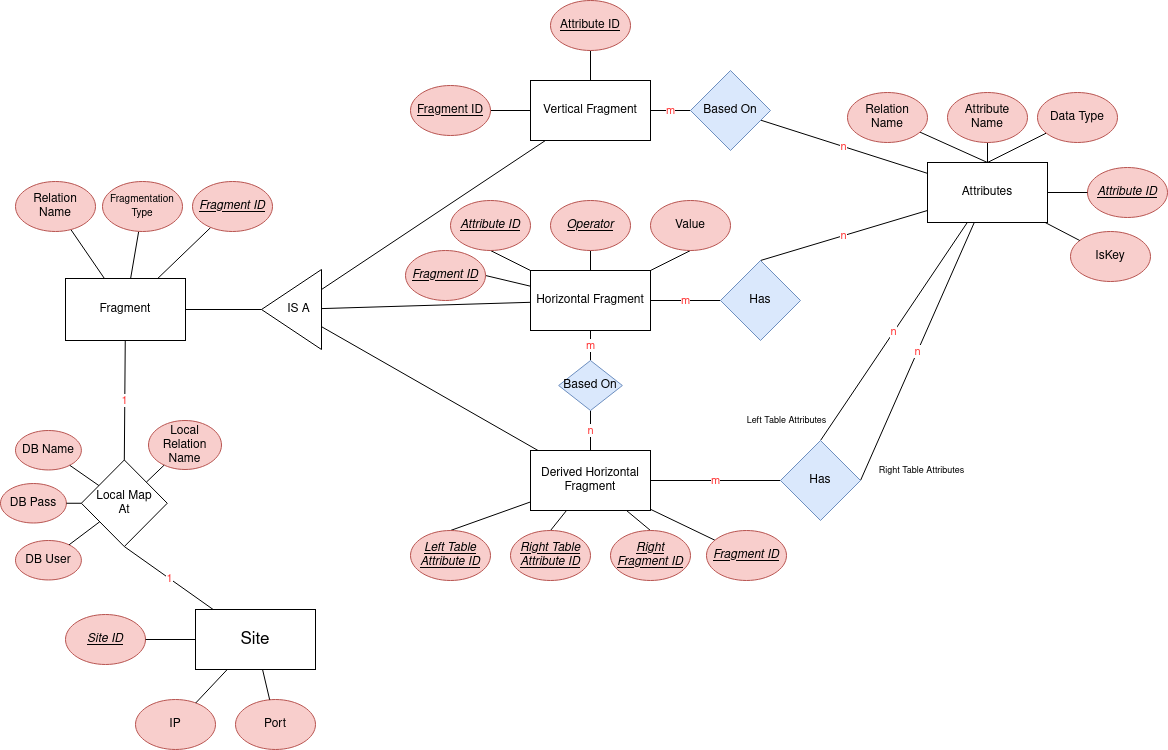 Attribute ID
Fragment ID
Vertical Fragment
m
Based On
n
Relation
Name
Attribute
Name
Data Type
Attributes
Attribute ID
IsKey
Relation
Name
Fragmentation
Type
Fragment ID
Fragment
IS A
Attribute ID
Operator
Value
Fragment ID
Horizontal Fragment
m
Has
n
m
Based On
n
n
n
Left Table Attributes
Right Table Attributes
Derived Horizontal
Fragment
m
Has
Left Table
Attribute ID
Right Table
Attribute ID
Right
Fragment ID
Fragment ID
1
DB Name
Local
Relation
Name
DB Pass
Local Map
At
DB User
1
Site ID
Site
IP
Port